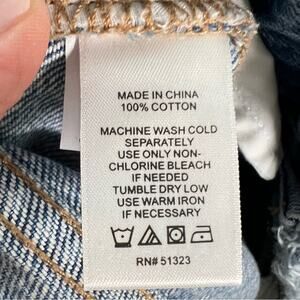 MADE IN CHINA
100% COTTON
MACHINE WASH COLD
SEPARATELY
USE ONLY NON-
CHLORINE BLEACH
IF NEEDED
TUMBLE DRY LOW
USE WARM IRON
IF NECESSARY
RN# 51323